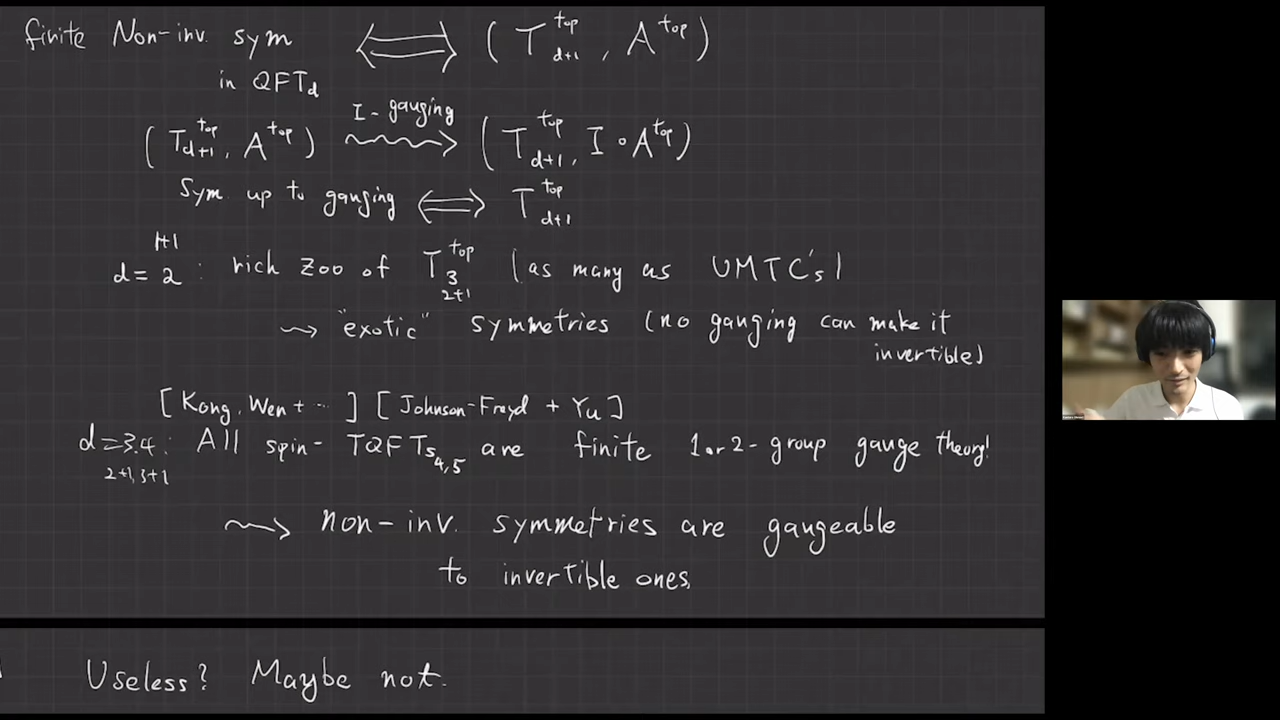 finite Non-inv. sym ⟺ ( T^top_d+1 , A^top )
in QFT_d
( T^top_d+1 , A^top ) I-gauging ⇝ ( T^top_d+1 , I ∘ A^top )
Sym. up to gauging ⟺ T^top_d+1
1+1
d = 2 : rich zoo of T^top_3 (as many as UMTC's)
2+1
⇝ "exotic" symmetries (no gauging can make it
invertible)
[Kong, Wen + ...] [Johnson-Freyd + Yu]
d=3,4 : All spin-TQFTs_4,5 are finite 1 or 2-group gauge theory!
2+1, 3+1
⇝ non-inv. symmetries are gaugeable
to invertible ones.
Useless? Maybe not.